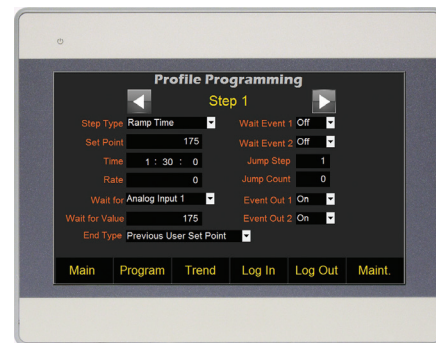 Profile Programming
Step 1
Step Type Ramp Time Wait Event 1 Off
Set Point 175 Wait Event 2 Off
Time 1 : 30 : 0 Jump Step 1
Rate 0 Jump Count 0
Wait for Analog Input 1 Event Out 1 On
Wait for Value 175 Event Out 2 On
End Type Previous User Set Point
Main Program Trend Log In Log Out Maint.